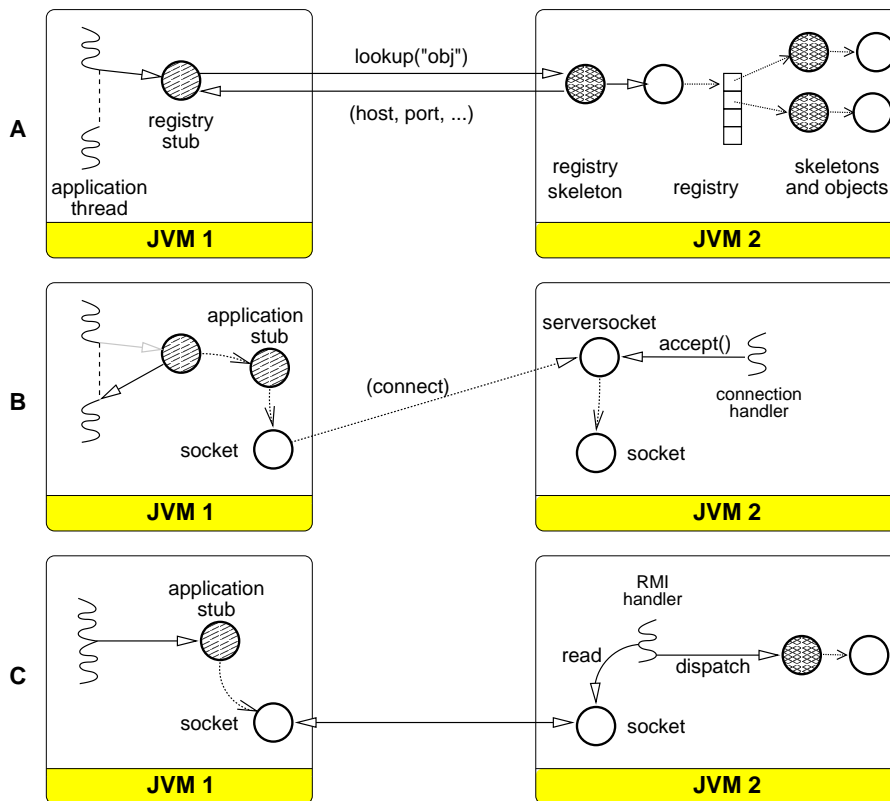 A
lookup("obj")
(host, port, ...)
registry
stub
application
thread
registry
skeleton
registry
skeletons
and objects
JVM 1
JVM 2
B
application
stub
socket
(connect)
serversocket
accept()
connection
handler
socket
JVM 1
JVM 2
C
application
stub
socket
RMI
handler
read
dispatch
socket
JVM 1
JVM 2